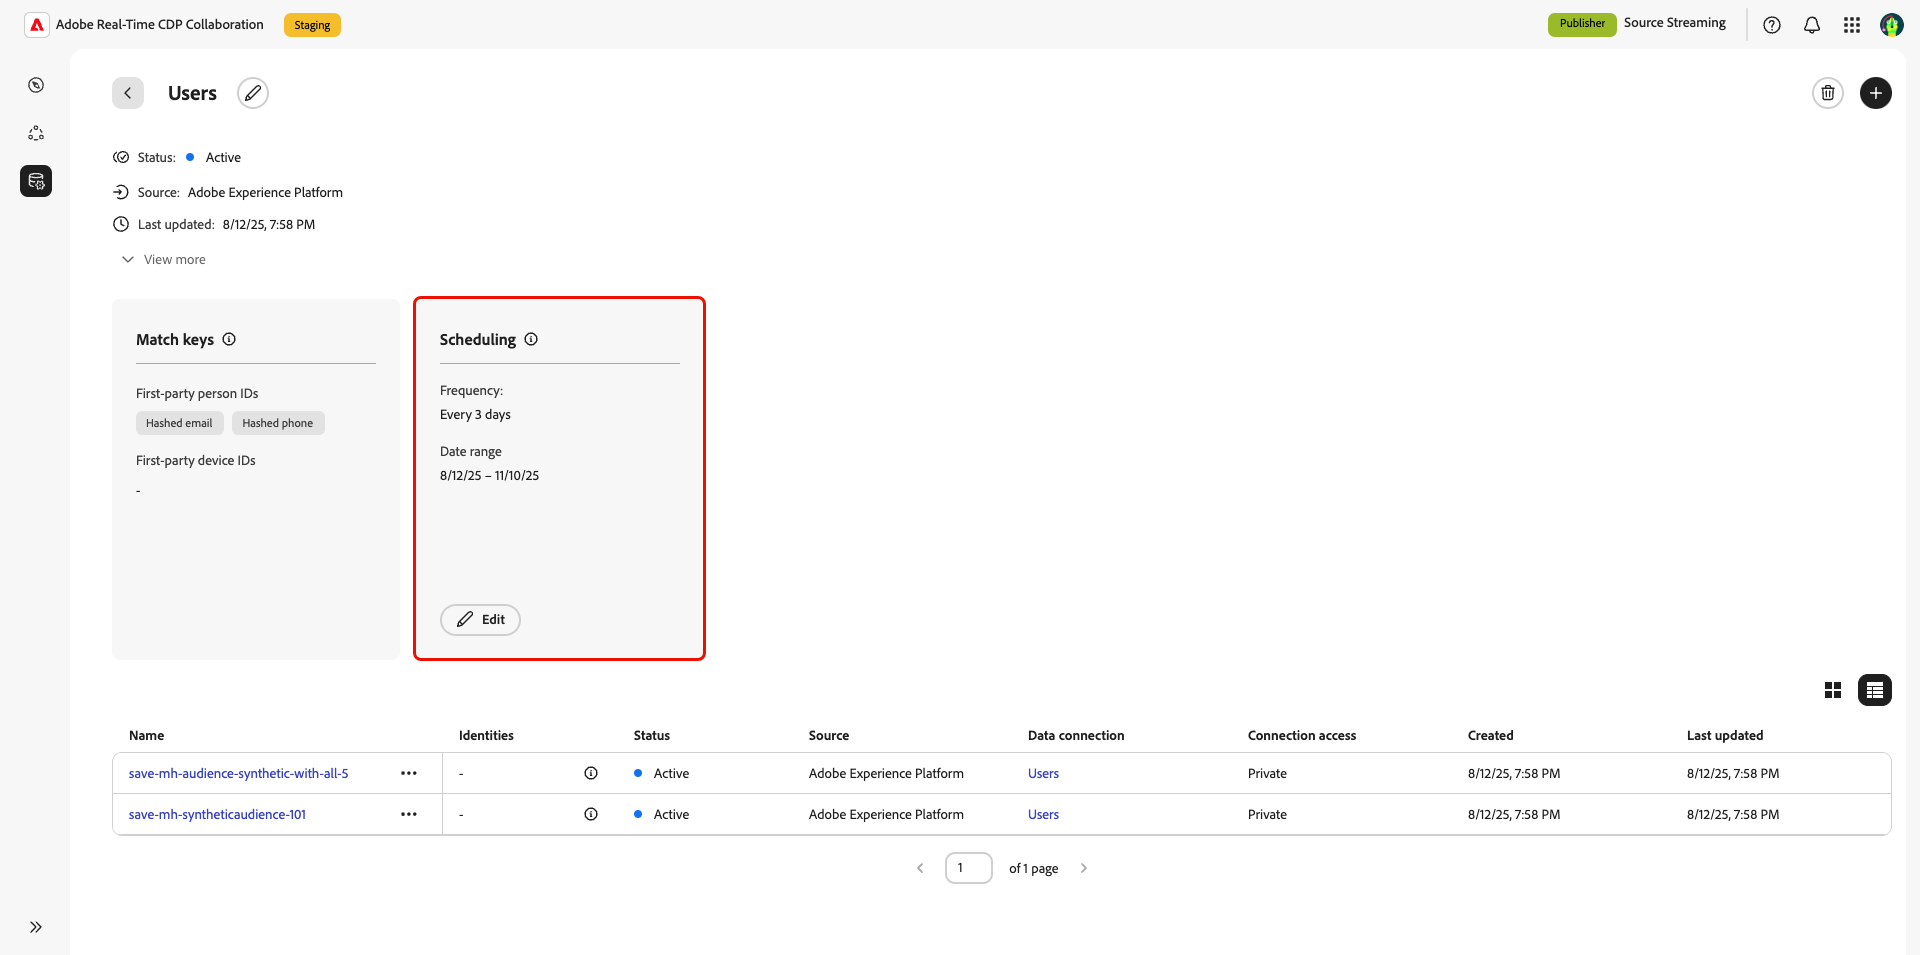 Adobe Real-Time CDP Collaboration
Staging
Publisher
Source Streaming
Users
Status: Active
Source: Adobe Experience Platform
Last updated: 8/12/25, 7:58 PM
View more
Match keys
First-party person IDs
Hashed email
Hashed phone
First-party device IDs
-
Scheduling
Frequency:
Every 3 days
Date range
8/12/25 – 11/10/25
Edit
Name Identities Status Source Data connection Connection access Created Last updated
save-mh-audience-synthetic-with-all-5 ••• - Active Adobe Experience Platform Users Private 8/12/25, 7:58 PM 8/12/25, 7:58 PM
save-mh-syntheticaudience-101 ••• - Active Adobe Experience Platform Users Private 8/12/25, 7:58 PM 8/12/25, 7:58 PM
1 of 1 page